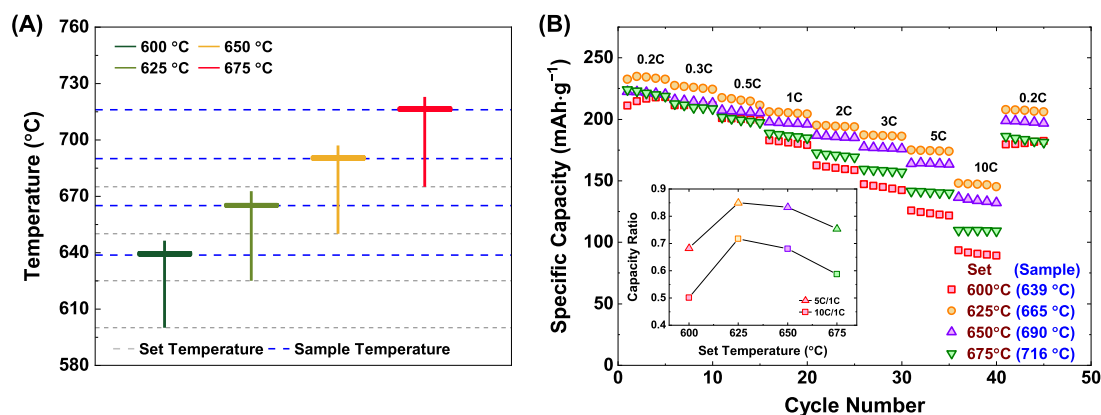 (A)
760
730
700
670
640
610
580
Temperature (°C)
600 °C
650 °C
625 °C
675 °C
Set Temperature
Sample Temperature
(B)
250
200
150
100
50
0
Specific Capacity (mAh·g⁻¹)
0.2C
0.3C
0.5C
1C
2C
3C
5C
10C
0.2C
0.9
0.8
0.7
0.6
0.5
0.4
Capacity Ratio
5C/1C
10C/1C
600
625
650
675
Set Temperature (°C)
Set (Sample)
600°C (639 °C)
625°C (665 °C)
650°C (690 °C)
675°C (716 °C)
0
10
20
30
40
50
Cycle Number